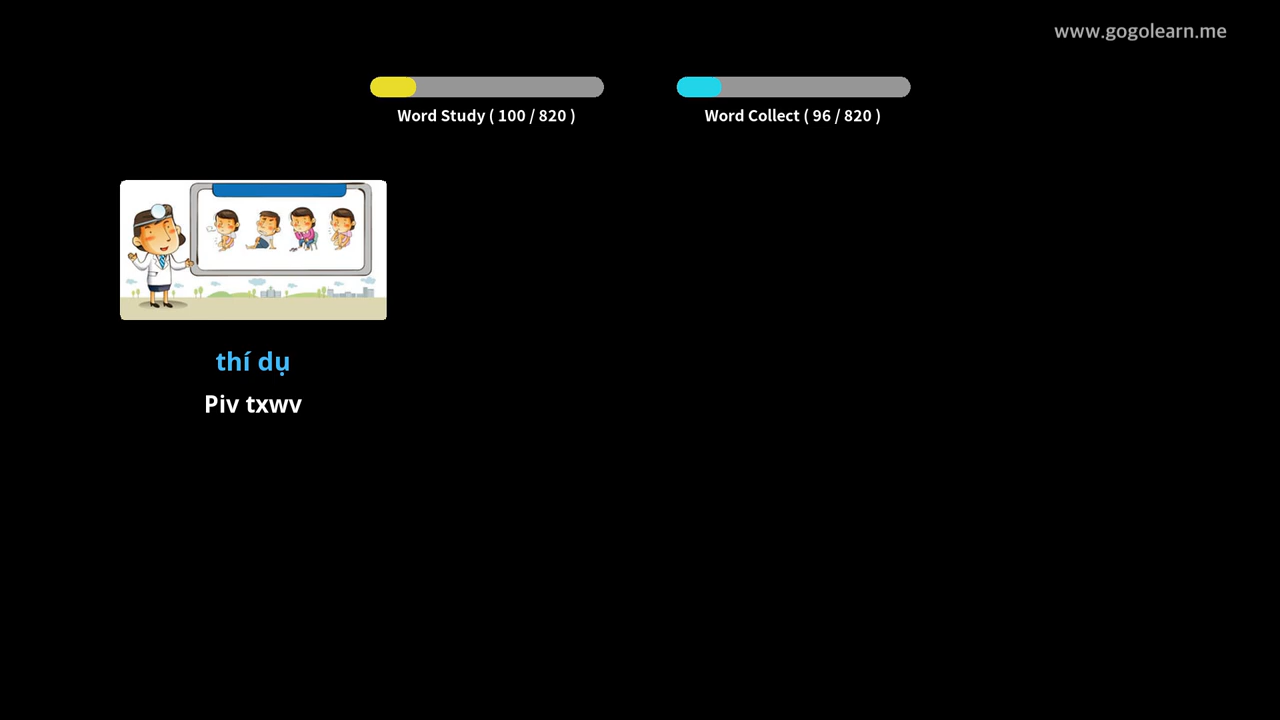 www.gogolearn.me
Word Study ( 100 / 820 )
Word Collect ( 96 / 820 )
thí dụ
Piv txwv